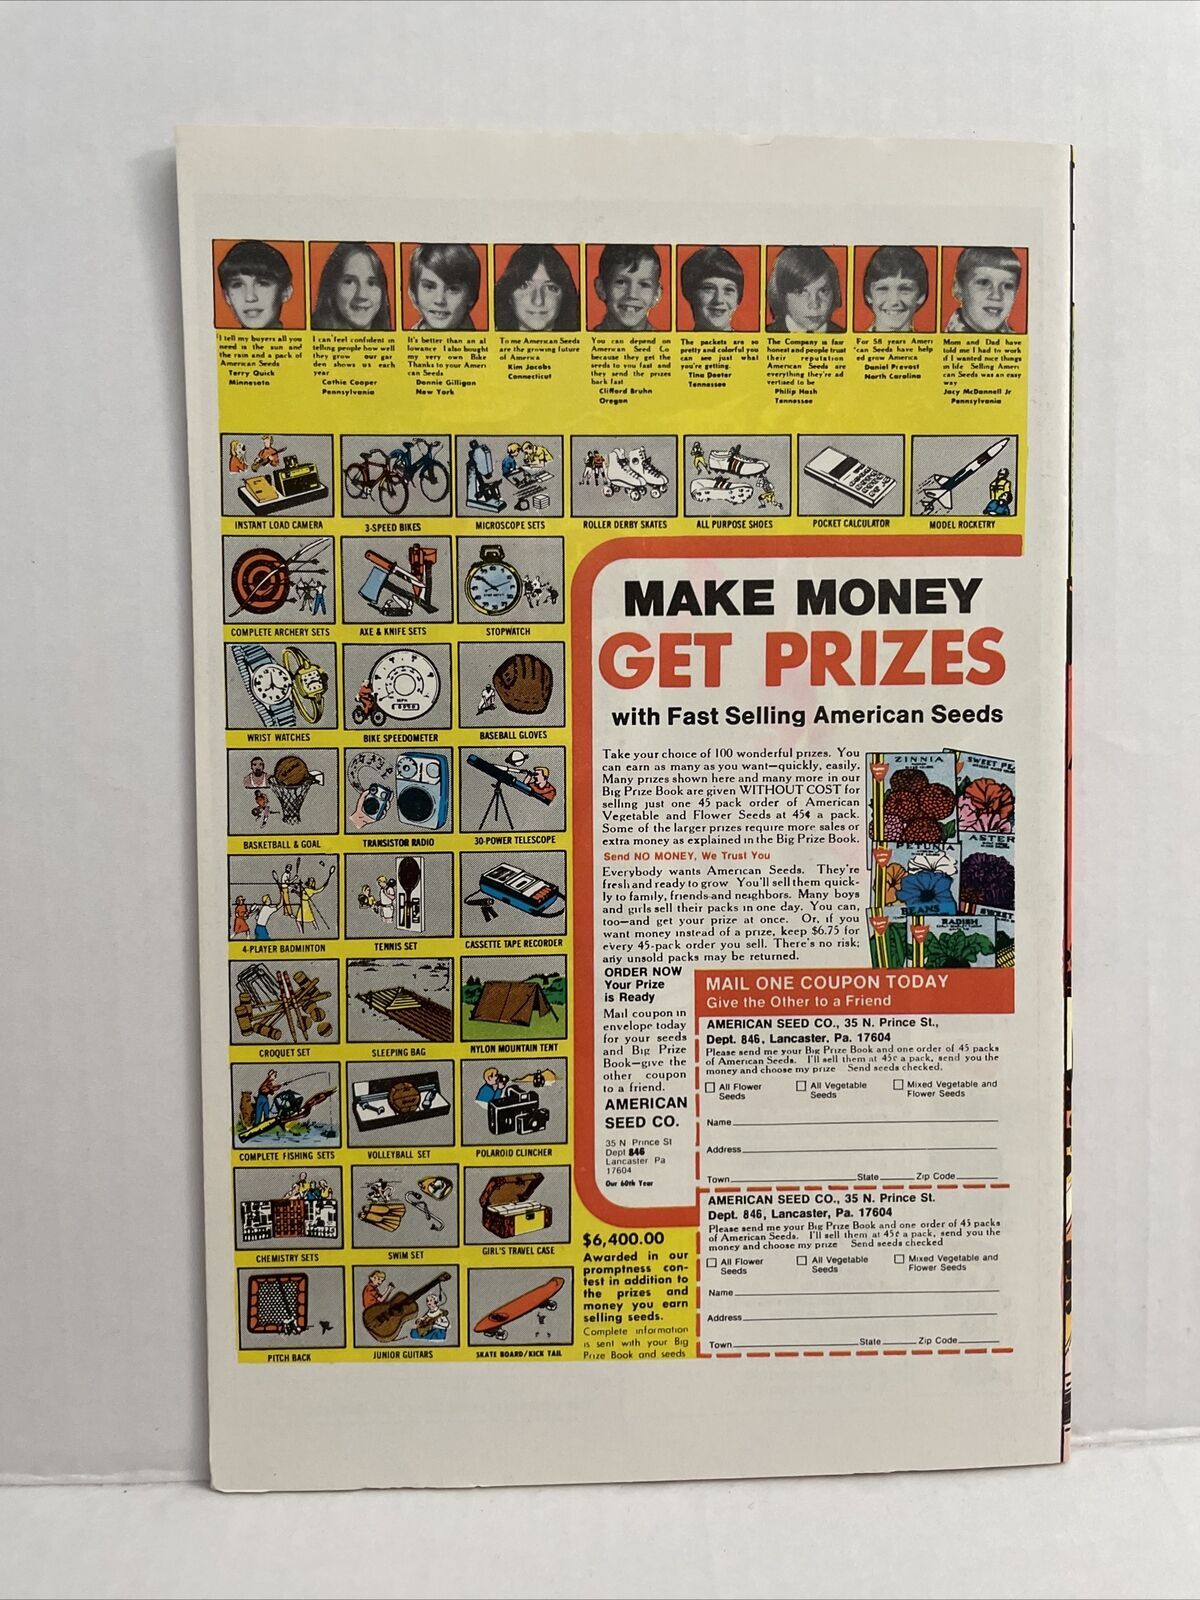 I tell my buyers all you
need is the sun and
the rain and a pack of
American Seeds
Terry Quick
Minnesota
I can feel confident in
telling people how well
they grow our gar
den shows us each
year
Cathie Cooper
Pennsylvania
It's better than an al
lowance I also bought
my very own Bike
Thanks to your Ameri
can Seeds
Donnie Gilligan
New York
To me American Seeds
are the growing future
of America
Kim Jacobs
Connecticut
You can depend on
American Seed Co
because they get the
seeds to you fast and
they send the prizes
back fast
Clifford Bruhn
Oregon
The packets are so
pretty and colorful you
can see just what
you're getting.
Tina Deeter
Tennessee
The Company is fair
honest and people trust
their reputation
American Seeds are
everything they're ad
vertised to be
Philip Hash
Tennessee
For 58 years Ameri
can Seeds have help
ed grow America
Daniel Prevost
North Carolina
Mom and Dad have
told me I had to work
if I wanted nice things
in life Selling Ameri
can Seeds was an easy
way
Jacy McDannell Jr
Pennsylvania
INSTANT LOAD CAMERA
3-SPEED BIKES
MICROSCOPE SETS
ROLLER DERBY SKATES
ALL PURPOSE SHOES
POCKET CALCULATOR
MODEL ROCKETRY
COMPLETE ARCHERY SETS
AXE & KNIFE SETS
STOPWATCH
WRIST WATCHES
BIKE SPEEDOMETER
BASEBALL GLOVES
BASKETBALL & GOAL
TRANSISTOR RADIO
30-POWER TELESCOPE
4-PLAYER BADMINTON
TENNIS SET
CASSETTE TAPE RECORDER
CROQUET SET
SLEEPING BAG
NYLON MOUNTAIN TENT
COMPLETE FISHING SETS
VOLLEYBALL SET
POLAROID CLINCHER
CHEMISTRY SETS
SWIM SET
GIRL'S TRAVEL CASE
PITCH BACK
JUNIOR GUITARS
SKATE BOARD/KICK TAIL
MAKE MONEY
GET PRIZES
with Fast Selling American Seeds
Take your choice of 100 wonderful prizes. You
can earn as many as you want—quickly, easily.
Many prizes shown here and many more in our
Big Prize Book are given WITHOUT COST for
selling just one 45 pack order of American
Vegetable and Flower Seeds at 45¢ a pack.
Some of the larger prizes require more sales or
extra money as explained in the Big Prize Book.
Send NO MONEY, We Trust You
Everybody wants American Seeds. They're
fresh and ready to grow You'll sell them quick-
ly to family, friends and neighbors. Many boys
and girls sell their packs in one day. You can,
too—and get your prize at once. Or, if you
want money instead of a prize, keep $6.75 for
every 45-pack order you sell. There's no risk;
any unsold packs may be returned.
ZINNIA
SWEET PE
ASTER
PETUNIA
BEANS
RADISH
SWEET
ORDER NOW
Your Prize
is Ready
Mail coupon in
envelope today
for your seeds
and Big Prize
Book—give the
other coupon
to a friend.
AMERICAN
SEED CO.
35 N Prince St
Dept 846
Lancaster Pa
17604
Our 60th Year
MAIL ONE COUPON TODAY
Give the Other to a Friend
AMERICAN SEED CO., 35 N. Prince St.,
Dept. 846, Lancaster, Pa. 17604
Please send me your Big Prize Book and one order of 45 packs
of American Seeds. I'll sell them at 45¢ a pack, send you the
money and choose my prize Send seeds checked.
All Flower Seeds
All Vegetable Seeds
Mixed Vegetable and Flower Seeds
Name
Address
Town State Zip Code
AMERICAN SEED CO., 35 N. Prince St.
Dept. 846, Lancaster, Pa. 17604
Please send me your Big Prize Book and one order of 45 packs
of American Seeds. I'll sell them at 45¢ a pack, send you the
money and choose my prize Send seeds checked
All Flower Seeds
All Vegetable Seeds
Mixed Vegetable and Flower Seeds
Name
Address
Town State Zip Code
$6,400.00
Awarded in our
promptness con-
test in addition to
the prizes and
money you earn
selling seeds.
Complete information
is sent with your Big
Prize Book and seeds